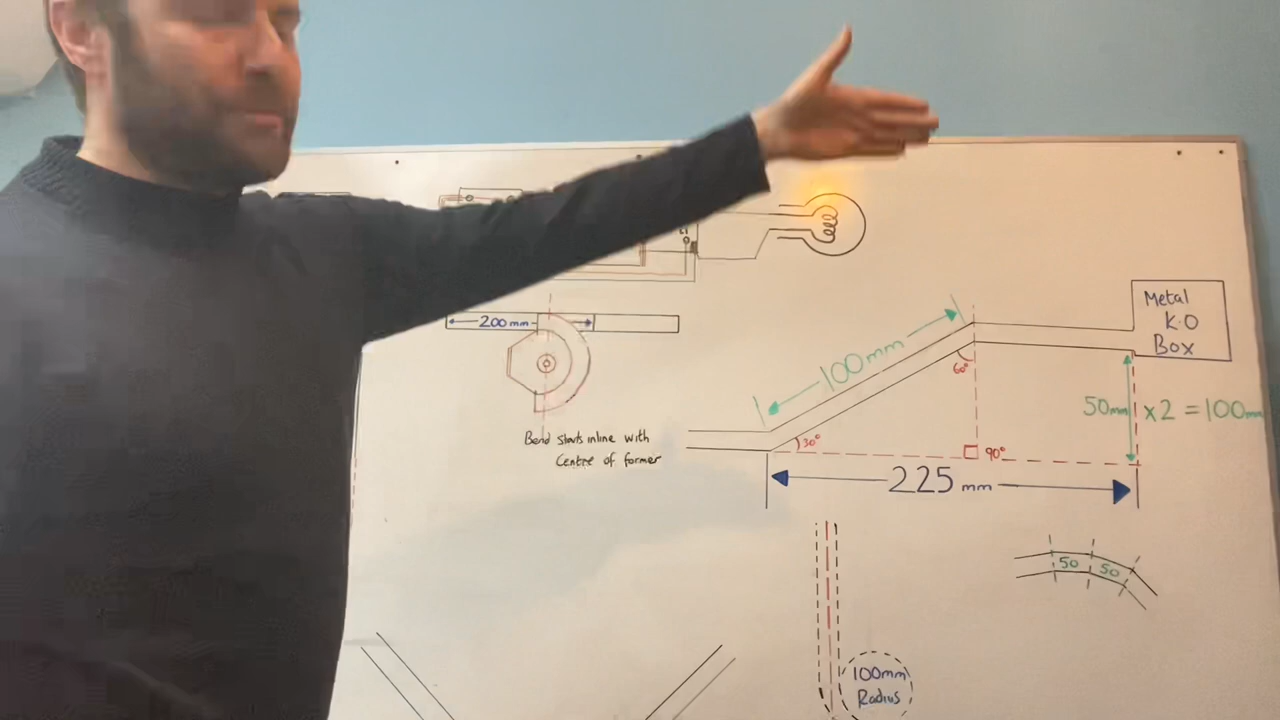 200mm
Bend starts inline with
Centre of former
100mm
30°
60°
90°
Metal
K.O
Box
50mm x2 = 100mm
225 mm
50 50
100mm
Radius